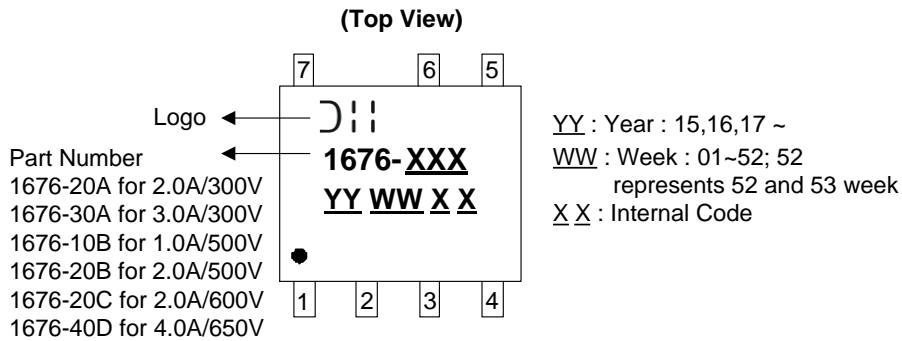 (Top View)
7 6 5
Logo
Part Number
1676-20A for 2.0A/300V
1676-30A for 3.0A/300V
1676-10B for 1.0A/500V
1676-20B for 2.0A/500V
1676-20C for 2.0A/600V
1676-40D for 4.0A/650V
1676-XXX
YY WW X X
1 2 3 4
YY : Year : 15,16,17 ~
WW : Week : 01~52; 52
represents 52 and 53 week
X X : Internal Code